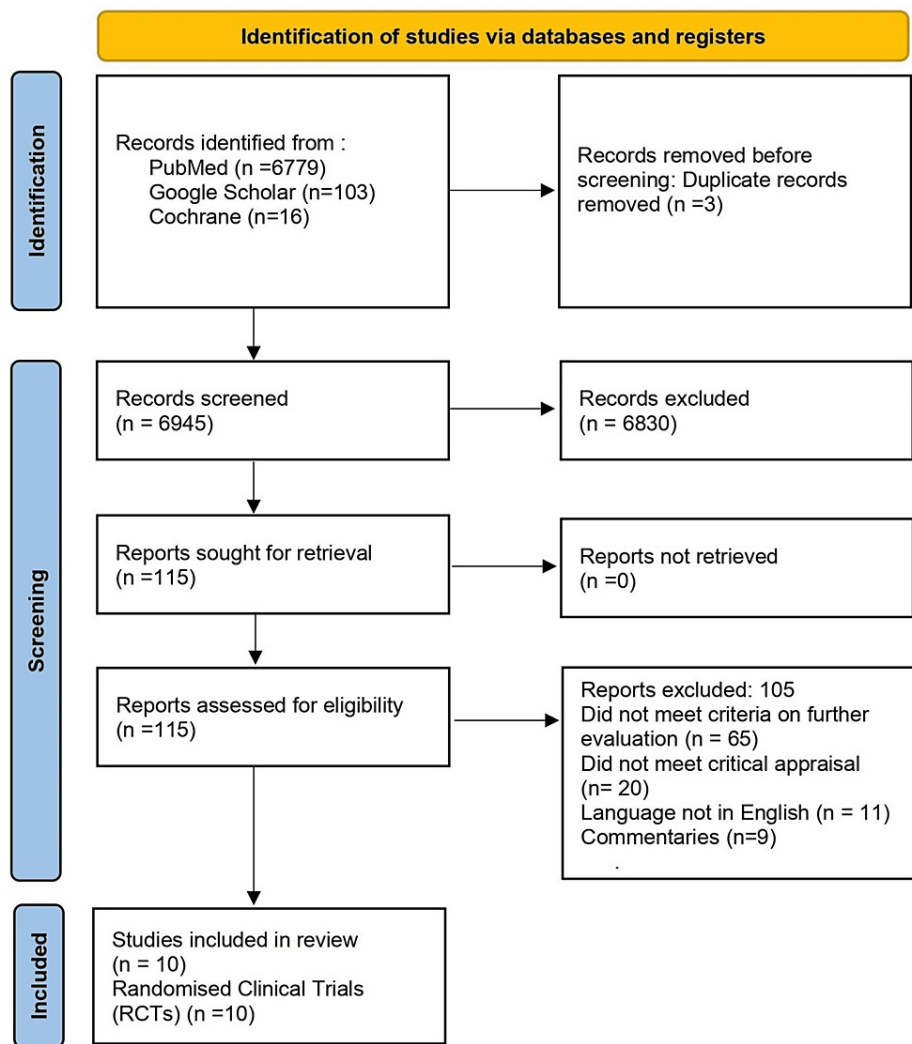 Identification of studies via databases and registers
Identification
Records identified from :
PubMed (n =6779)
Google Scholar (n=103)
Cochrane (n=16)
Records removed before
screening: Duplicate records
removed (n =3)
Screening
Records screened
(n = 6945)
Records excluded
(n = 6830)
Reports sought for retrieval
(n =115)
Reports not retrieved
(n =0)
Reports assessed for eligibility
(n =115)
Reports excluded: 105
Did not meet criteria on further
evaluation (n = 65)
Did not meet critical appraisal
(n= 20)
Language not in English (n = 11)
Commentaries (n=9)
.
Included
Studies included in review
(n = 10)
Randomised Clinical Trials
(RCTs) (n =10)